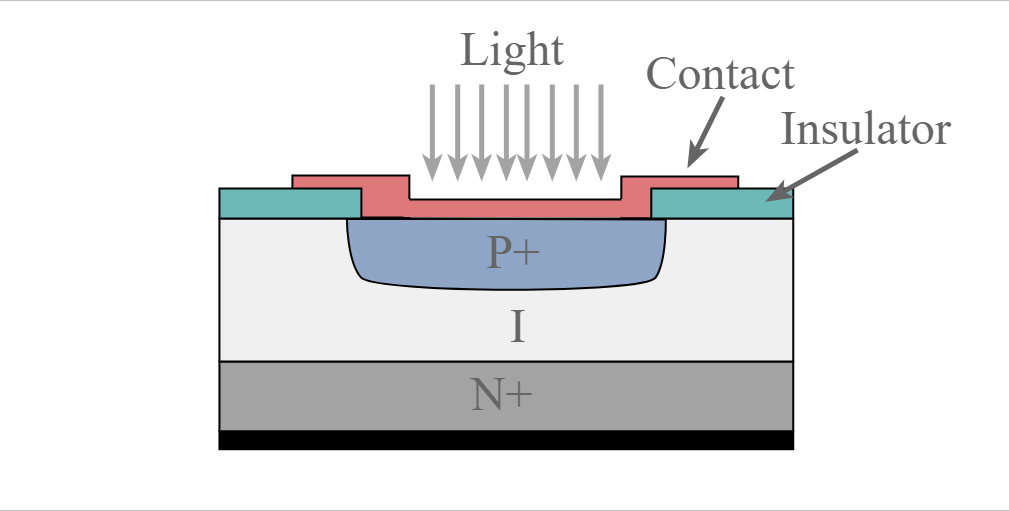 Light
Contact
Insulator
P+
I
N+